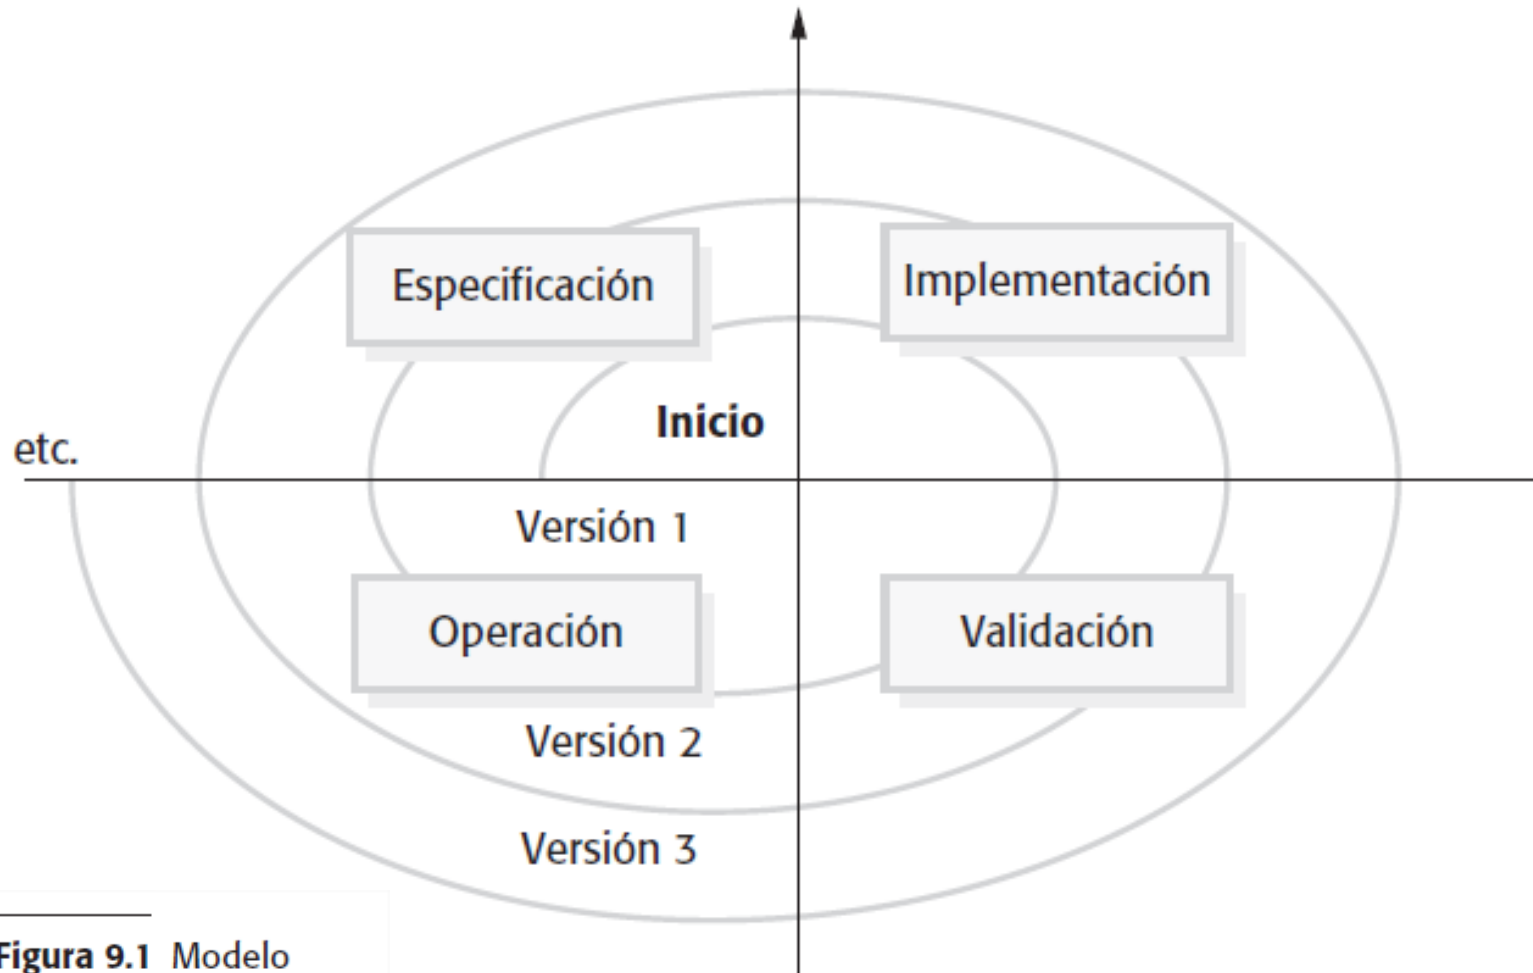 Especificación
Implementación
Inicio
etc.
Versión 1
Operación
Validación
Versión 2
Versión 3
Figura 9.1 Modelo